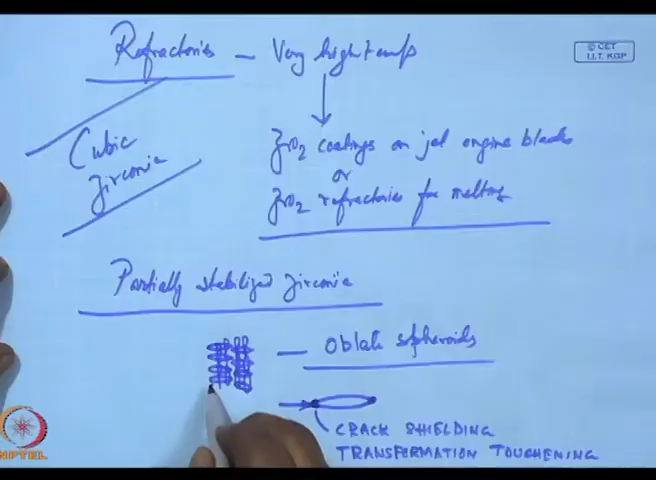 Refractories — Very high temps
© CET
I.I.T. KGP
Cubic
Zirconia
ZrO2 coatings on jet engine blades
or
ZrO2 refractories for melting
Partially stabilized zirconia
— Oblate spheroids
CRACK SHIELDING
TRANSFORMATION TOUGHENING
NPTEL